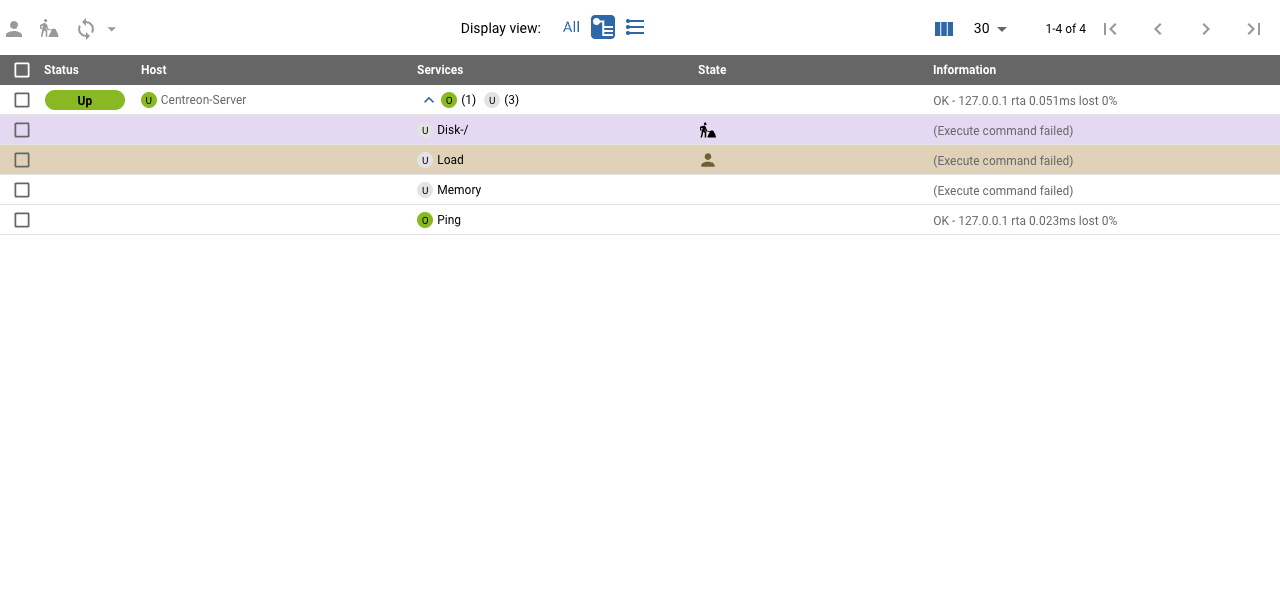 Display view: All 30 1-4 of 4
Status Host Services State Information
Up U Centreon-Server O (1) U (3) OK - 127.0.0.1 rta 0.051ms lost 0%
U Disk-/ (Execute command failed)
U Load (Execute command failed)
U Memory (Execute command failed)
O Ping OK - 127.0.0.1 rta 0.023ms lost 0%